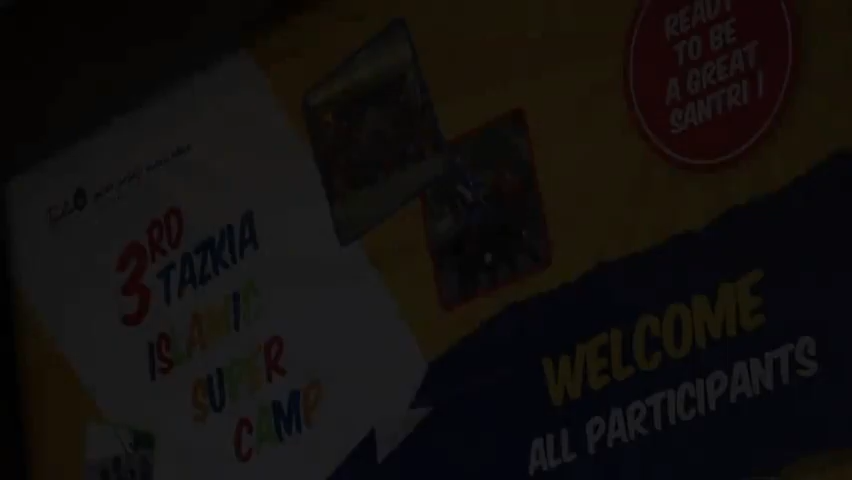 3RD
TAZKIA
ISLAMIC
SUPER
CAMP
READY
TO BE
A GREAT
SANTRI !
WELCOME
ALL PARTICIPANTS